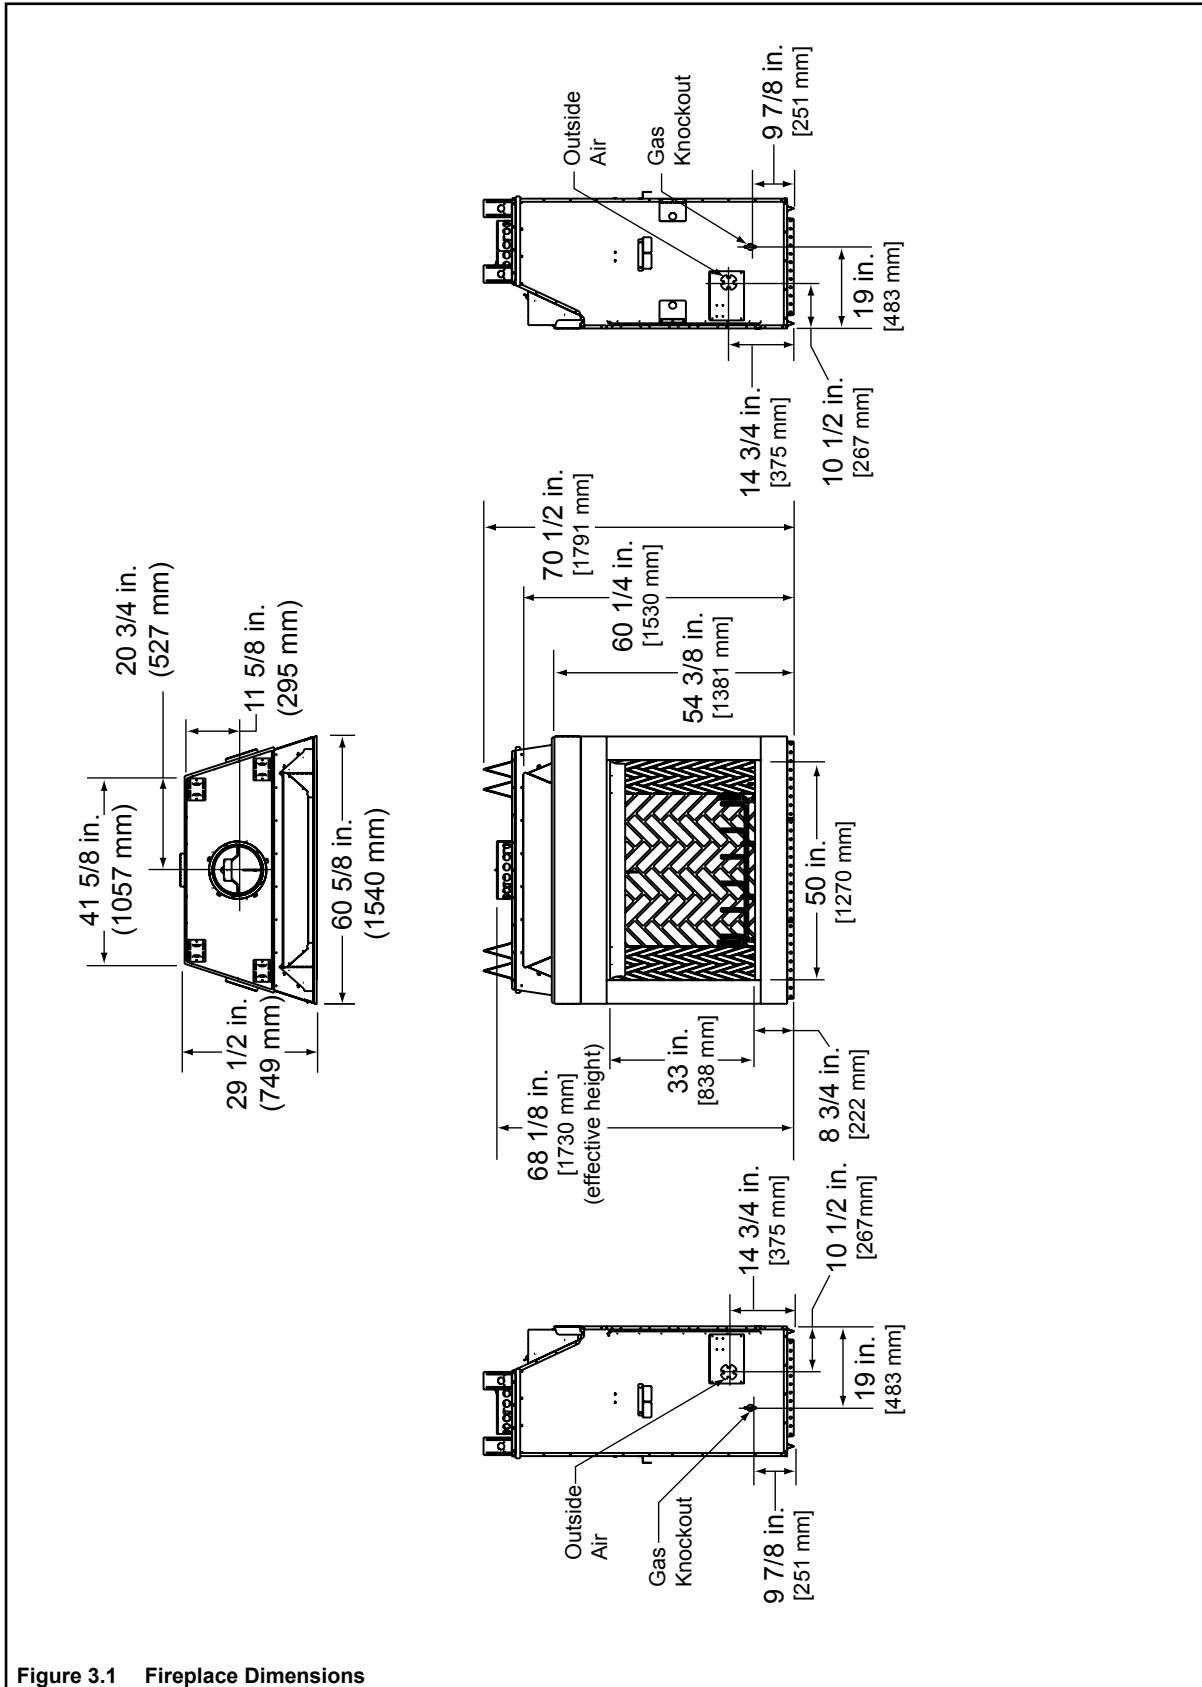 41 5/8 in.
(1057 mm)
20 3/4 in.
(527 mm)
11 5/8 in.
(295 mm)
29 1/2 in.
(749 mm)
60 5/8 in.
(1540 mm)
Outside
Air
Gas
Knockout
9 7/8 in.
[251 mm]
14 3/4 in.
[375 mm]
10 1/2 in.
[267mm]
19 in.
[483 mm]
68 1/8 in.
[1730 mm]
(effective height)
33 in.
[838 mm]
8 3/4 in.
[222 mm]
50 in.
[1270 mm]
54 3/8 in.
[1381 mm]
60 1/4 in.
[1530 mm]
70 1/2 in.
[1791 mm]
Outside
Air
Gas
Knockout
9 7/8 in.
[251 mm]
14 3/4 in.
[375 mm]
10 1/2 in.
[267 mm]
19 in.
[483 mm]
Figure 3.1 Fireplace Dimensions